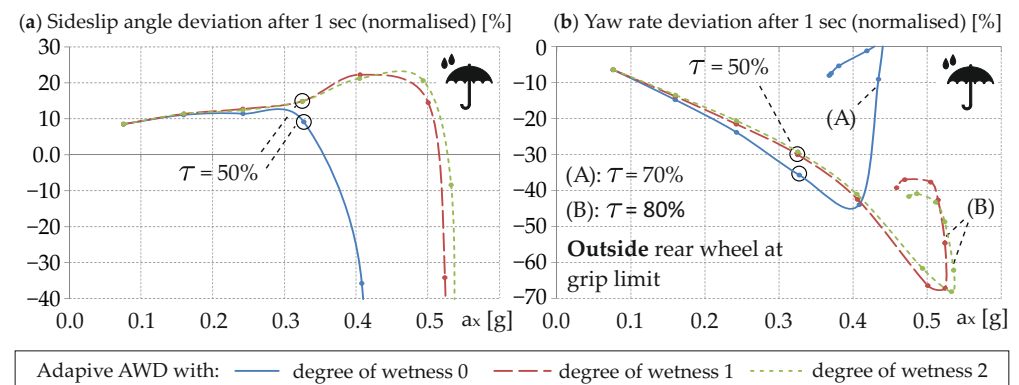 (a) Sideslip angle deviation after 1 sec (normalised) [%]
30
20
10
0.0
−10
−20
−30
−40
0.0
0.1
0.2
0.3
0.4
0.5
ax [g]
τ = 50%
(b) Yaw rate deviation after 1 sec (normalised) [%]
0
−10
−20
−30
−40
−50
−60
−70
0.0
0.1
0.2
0.3
0.4
0.5
ax [g]
τ = 50%
(A)
(A): τ = 70%
(B): τ = 80%
(B)
Outside rear wheel at
grip limit
Adapive AWD with:
degree of wetness 0
degree of wetness 1
degree of wetness 2